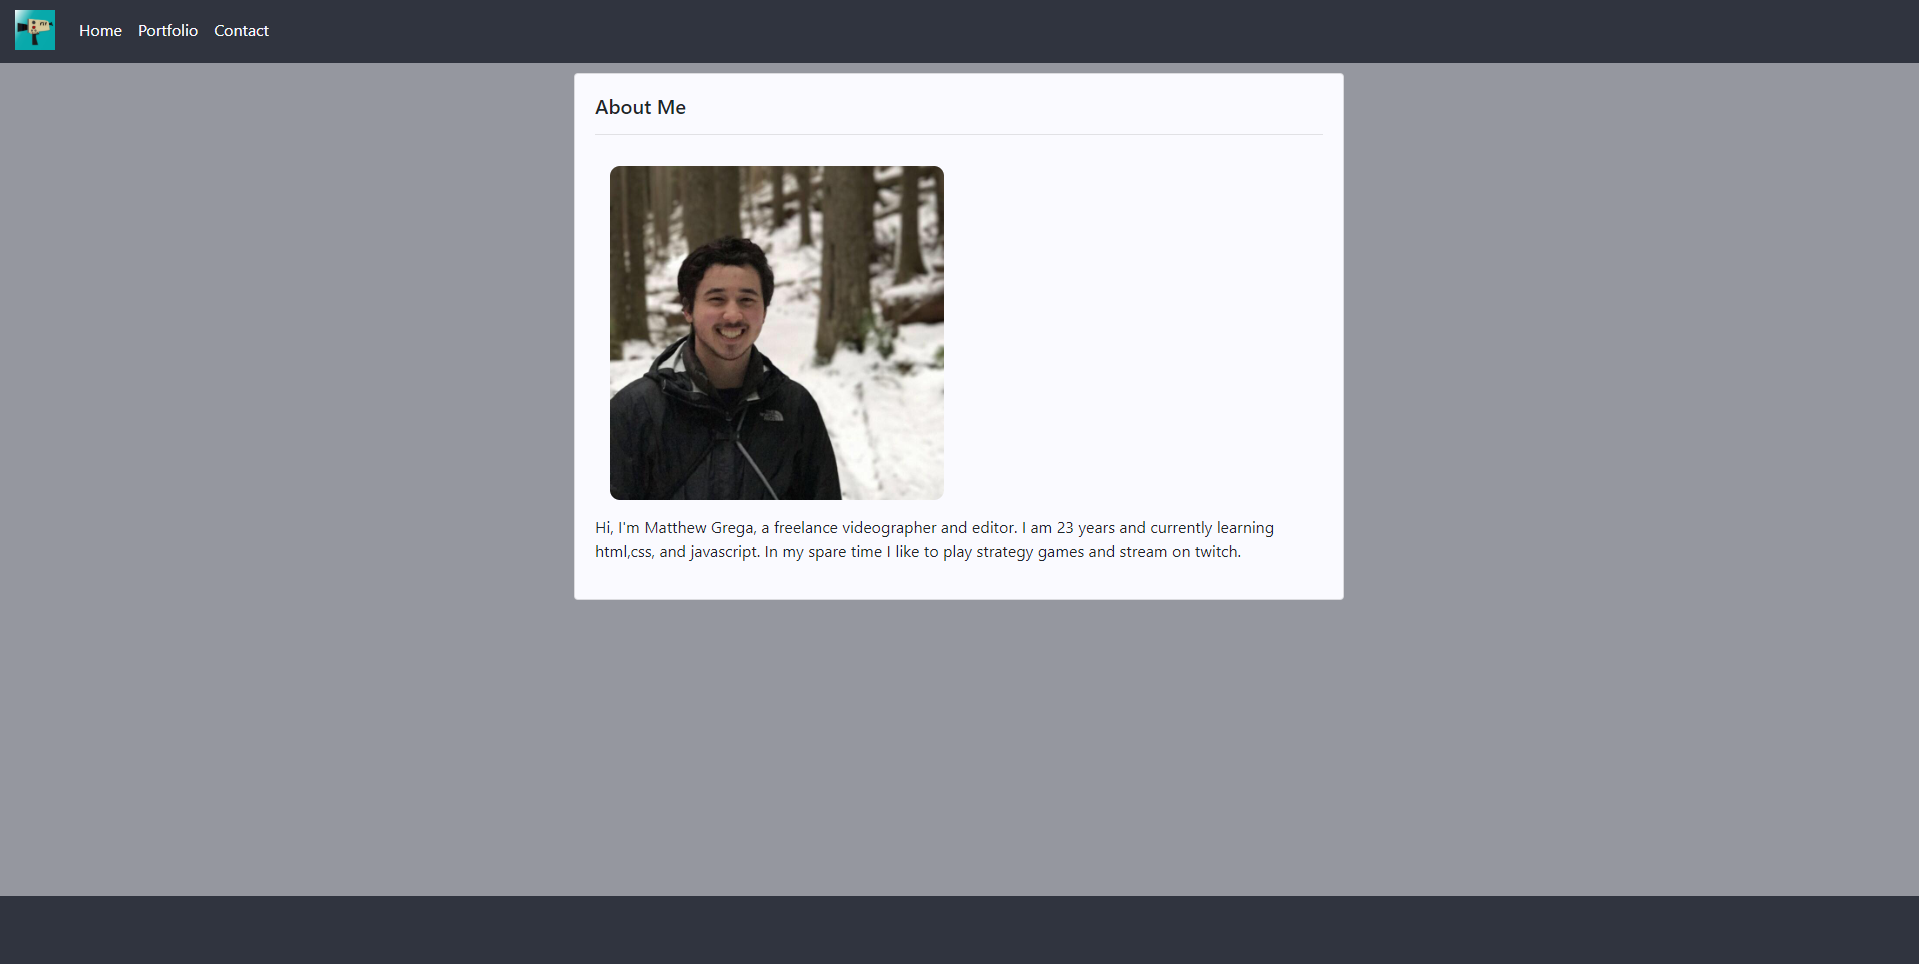 Home Portfolio Contact
About Me
Hi, I'm Matthew Grega, a freelance videographer and editor. I am 23 years and currently learning
html,css, and javascript. In my spare time I like to play strategy games and stream on twitch.